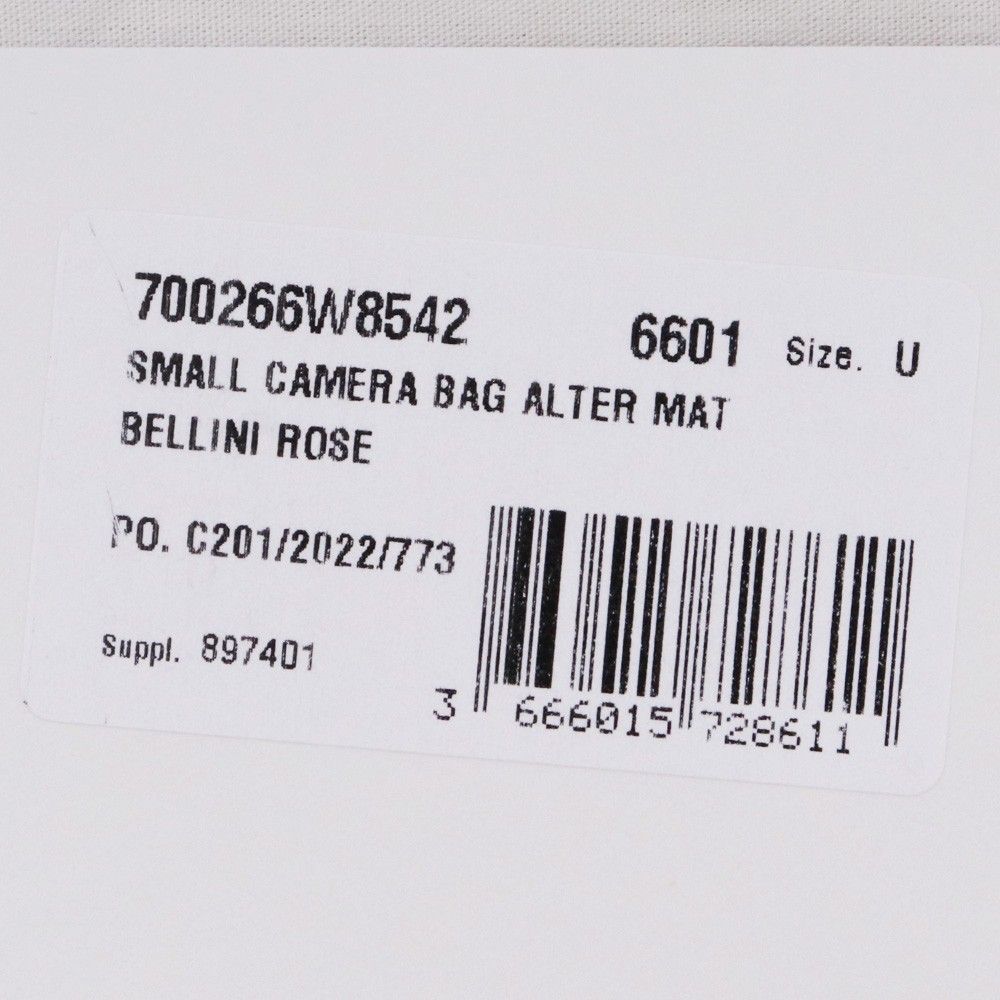 700266W8542 6601 Size. U
SMALL CAMERA BAG ALTER MAT
BELLINI ROSE
PO. C201/2022/773
Suppl. 897401
3 666015 728611